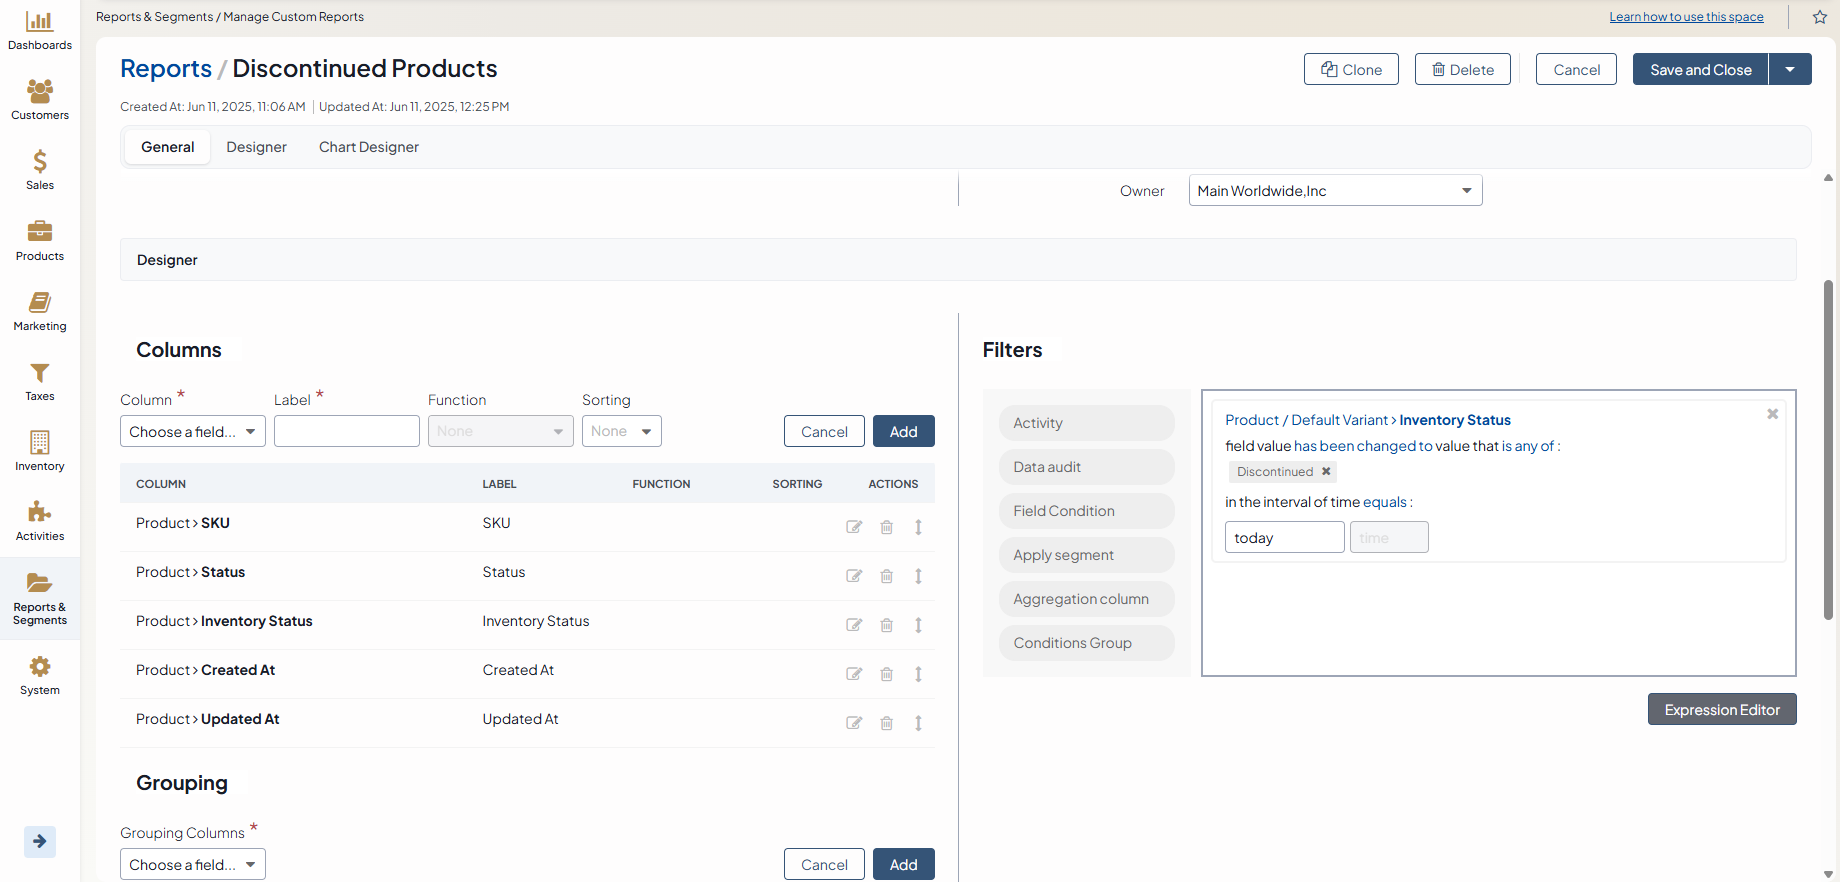 Reports & Segments / Manage Custom Reports
Learn how to use this space
Dashboards
Customers
Sales
Products
Marketing
Taxes
Inventory
Activities
Reports &
Segments
System
Reports / Discontinued Products
Clone
Delete
Cancel
Save and Close
Created At: Jun 11, 2025, 11:06 AM | Updated At: Jun 11, 2025, 12:25 PM
General
Designer
Chart Designer
Owner
Main Worldwide,Inc
Designer
Columns
Column *
Label *
Function
Sorting
Choose a field...
None
None
Cancel
Add
COLUMN LABEL FUNCTION SORTING ACTIONS
Product > SKU SKU
Product > Status Status
Product > Inventory Status Inventory Status
Product > Created At Created At
Product > Updated At Updated At
Grouping
Grouping Columns *
Choose a field...
Cancel
Add
Filters
Activity
Data audit
Field Condition
Apply segment
Aggregation column
Conditions Group
Product / Default Variant > Inventory Status
field value has been changed to value that is any of :
Discontinued
in the interval of time equals :
today
time
Expression Editor